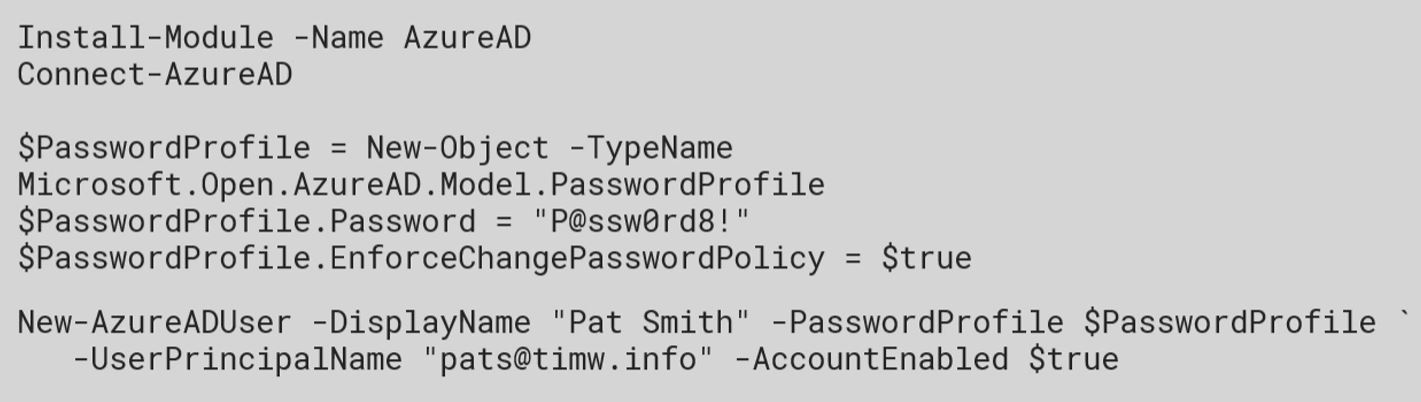 Install-Module -Name AzureAD
Connect-AzureAD
$PasswordProfile = New-Object -TypeName
Microsoft.Open.AzureAD.Model.PasswordProfile
$PasswordProfile.Password = "P@ssw0rd8!"
$PasswordProfile.EnforceChangePasswordPolicy = $true
New-AzureADUser -DisplayName "Pat Smith" -PasswordProfile $PasswordProfile `
-UserPrincipalName "pats@timw.info" -AccountEnabled $true